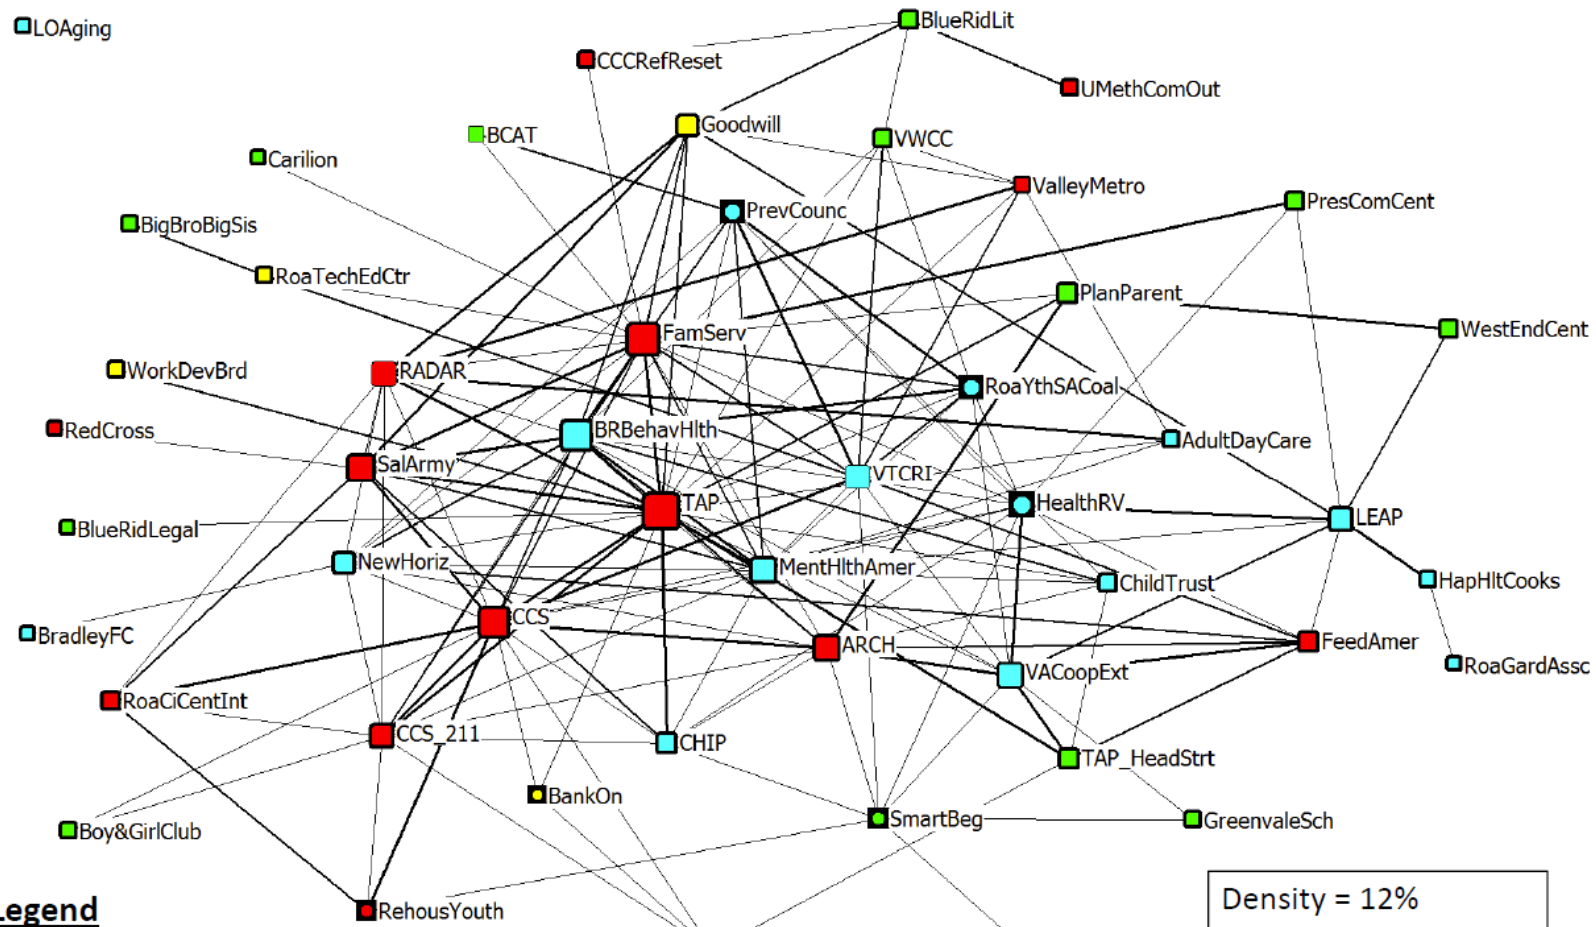 LOAging
BlueRidLit
CCCRefReset
UMethComOut
Goodwill
BCAT
VWCC
Carilion
ValleyMetro
PresComCent
PrevCounc
BigBroBigSis
RoaTechEdCtr
PlanParent
WestEndCent
FamServ
WorkDevBrd
RADAR
RoaYthSACoal
RedCross
BRBehavHlth
AdultDayCare
SalArmy
VTCRI
TAP
HealthRV
LEAP
BlueRidLegal
NewHoriz
MentHlthAmer
ChildTrust
HapHltCooks
CCS
BradleyFC
ARCH
FeedAmer
RoaGardAssc
VACoopExt
RoaCiCentInt
CCS_211
CHIP
TAP_HeadStrt
BankOn
SmartBeg
GreenvaleSch
Boy&GirlClub
RehousYouth
Legend
Density = 12%